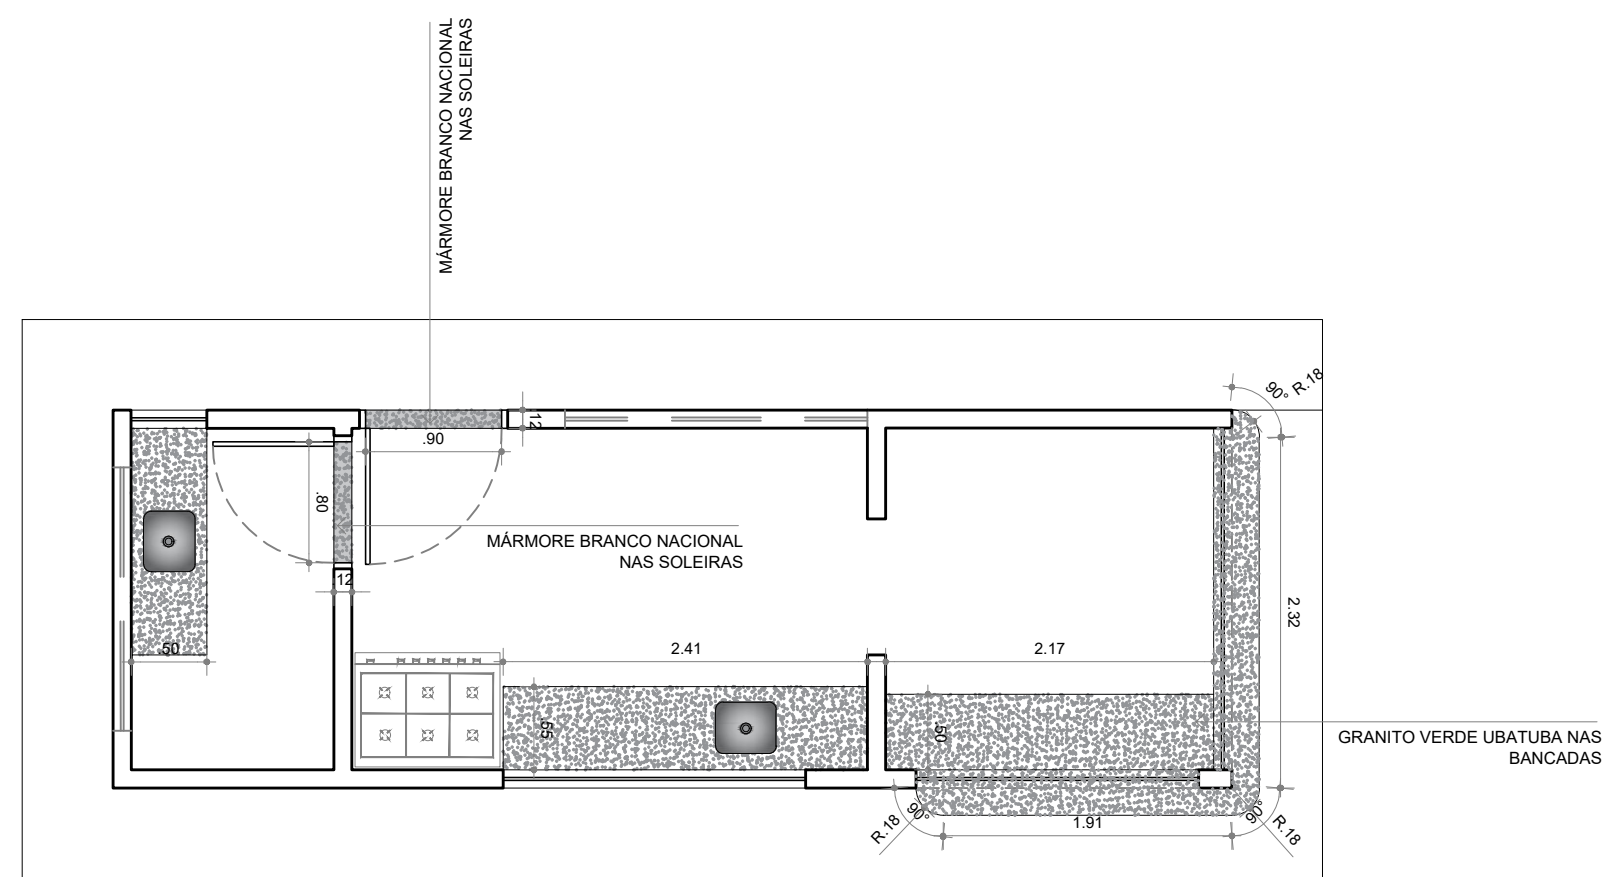 MÁRMORE BRANCO NACIONAL
NAS SOLEIRAS
90°
R.18
12
.90
.80
MÁRMORE BRANCO NACIONAL
NAS SOLEIRAS
12
2.32
.50
2.41
2.17
.55
.50
GRANITO VERDE UBATUBA NAS
BANCADAS
R.18
90°
1.91
90°
R.18